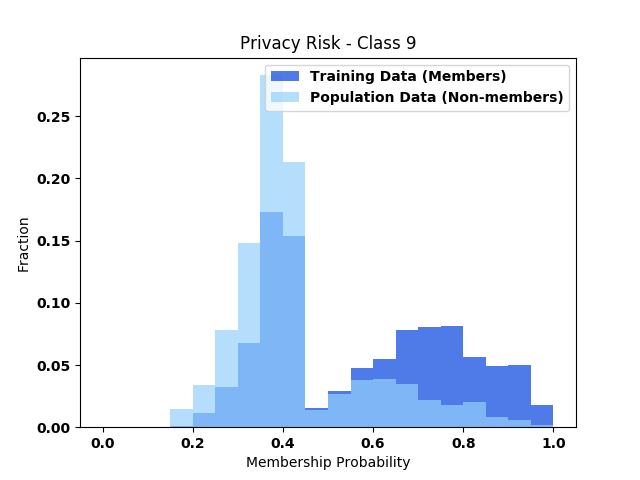 Privacy Risk - Class 9
Training Data (Members)
Population Data (Non-members)
Fraction
0.25
0.20
0.15
0.10
0.05
0.00
0.0 0.2 0.4 0.6 0.8 1.0
Membership Probability